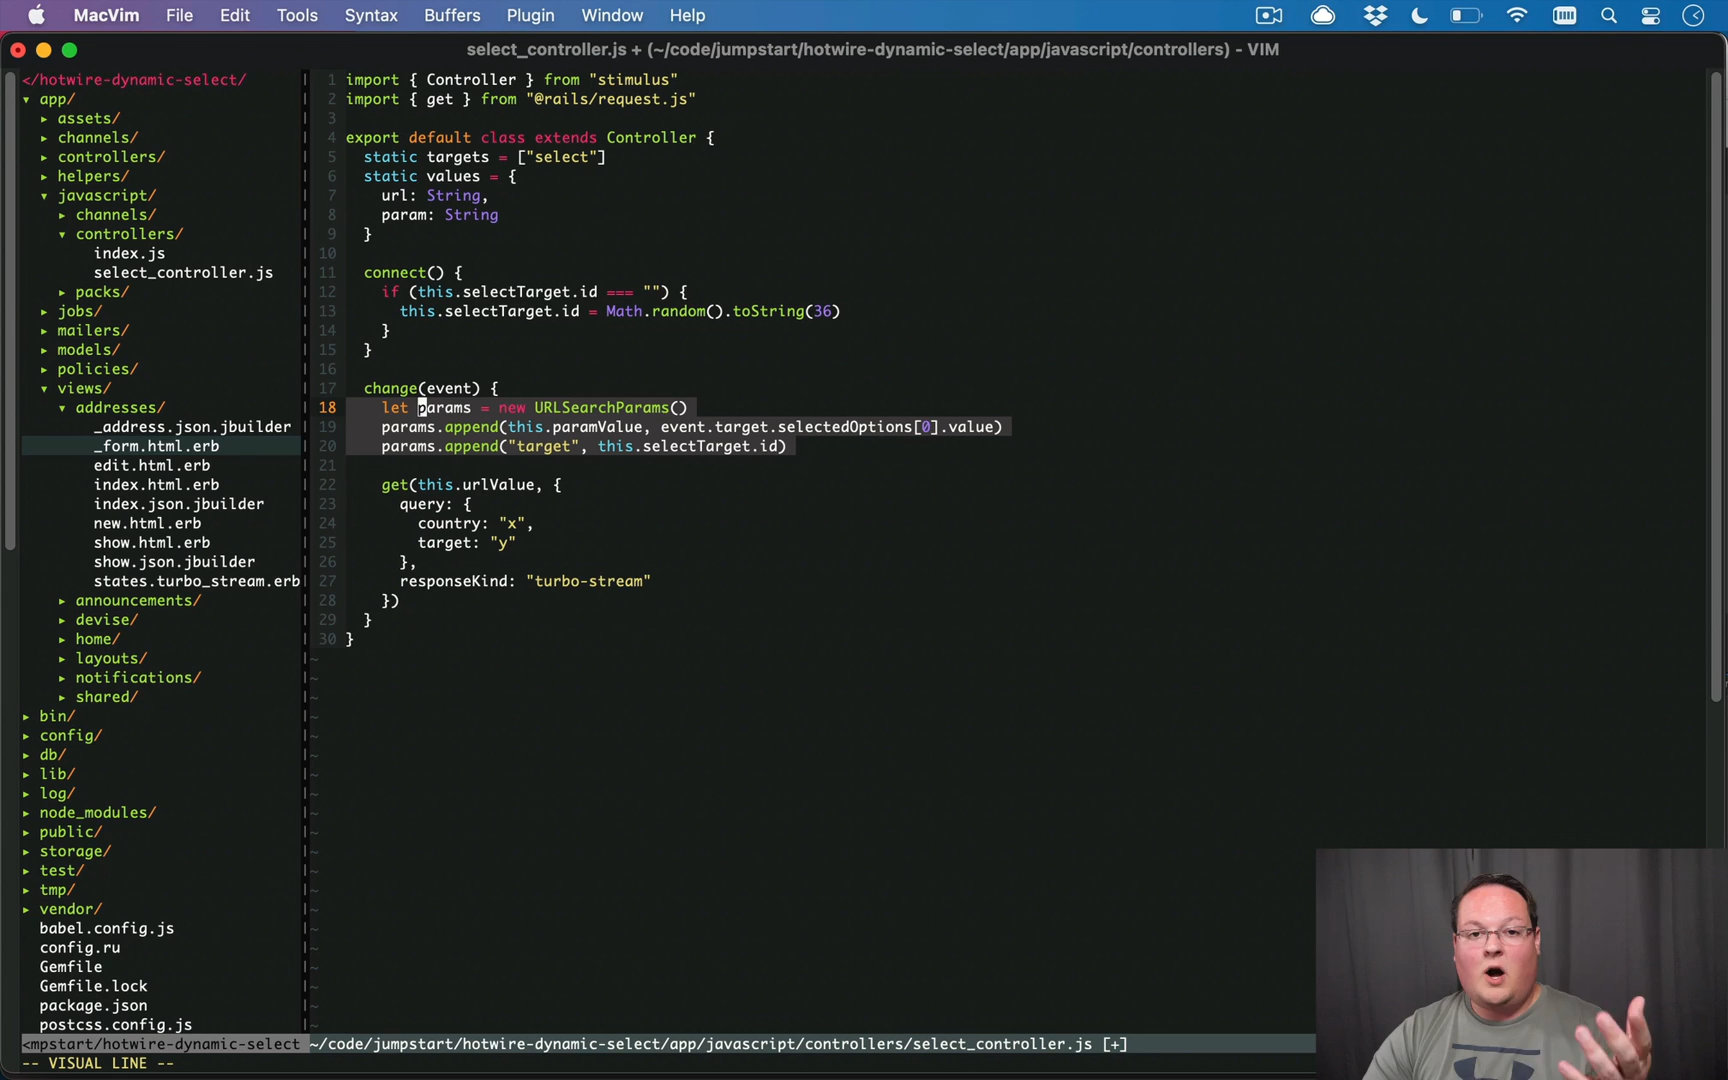 MacVim File Edit Tools Syntax Buffers Plugin Window Help
select_controller.js + (~/code/jumpstart/hotwire-dynamic-select/app/javascript/controllers) - VIM
</hotwire-dynamic-select/
▾ app/
▸ assets/
▸ channels/
▸ controllers/
▸ helpers/
▾ javascript/
▸ channels/
▾ controllers/
index.js
select_controller.js
▸ packs/
▸ jobs/
▸ mailers/
▸ models/
▸ policies/
▾ views/
▾ addresses/
_address.json.jbuilder
_form.html.erb
edit.html.erb
index.html.erb
index.json.jbuilder
new.html.erb
show.html.erb
show.json.jbuilder
states.turbo_stream.erb
▸ announcements/
▸ devise/
▸ home/
▸ layouts/
▸ notifications/
▸ shared/
▸ bin/
▸ config/
▸ db/
▸ lib/
▸ log/
▸ node_modules/
▸ public/
▸ storage/
▸ test/
▸ tmp/
▸ vendor/
babel.config.js
config.ru
Gemfile
Gemfile.lock
package.json
postcss.config.js
<mpstart/hotwire-dynamic-select
1 import { Controller } from "stimulus"
2 import { get } from "@rails/request.js"
3
4 export default class extends Controller {
5 static targets = ["select"]
6 static values = {
7 url: String,
8 param: String
9 }
10
11 connect() {
12 if (this.selectTarget.id === "") {
13 this.selectTarget.id = Math.random().toString(36)
14 }
15 }
16
17 change(event) {
18 let params = new URLSearchParams()
19 params.append(this.paramValue, event.target.selectedOptions[0].value)
20 params.append("target", this.selectTarget.id)
21
22 get(this.urlValue, {
23 query: {
24 country: "x",
25 target: "y"
26 },
27 responseKind: "turbo-stream"
28 })
29 }
30 }
~/code/jumpstart/hotwire-dynamic-select/app/javascript/controllers/select_controller.js [+]
-- VISUAL LINE --